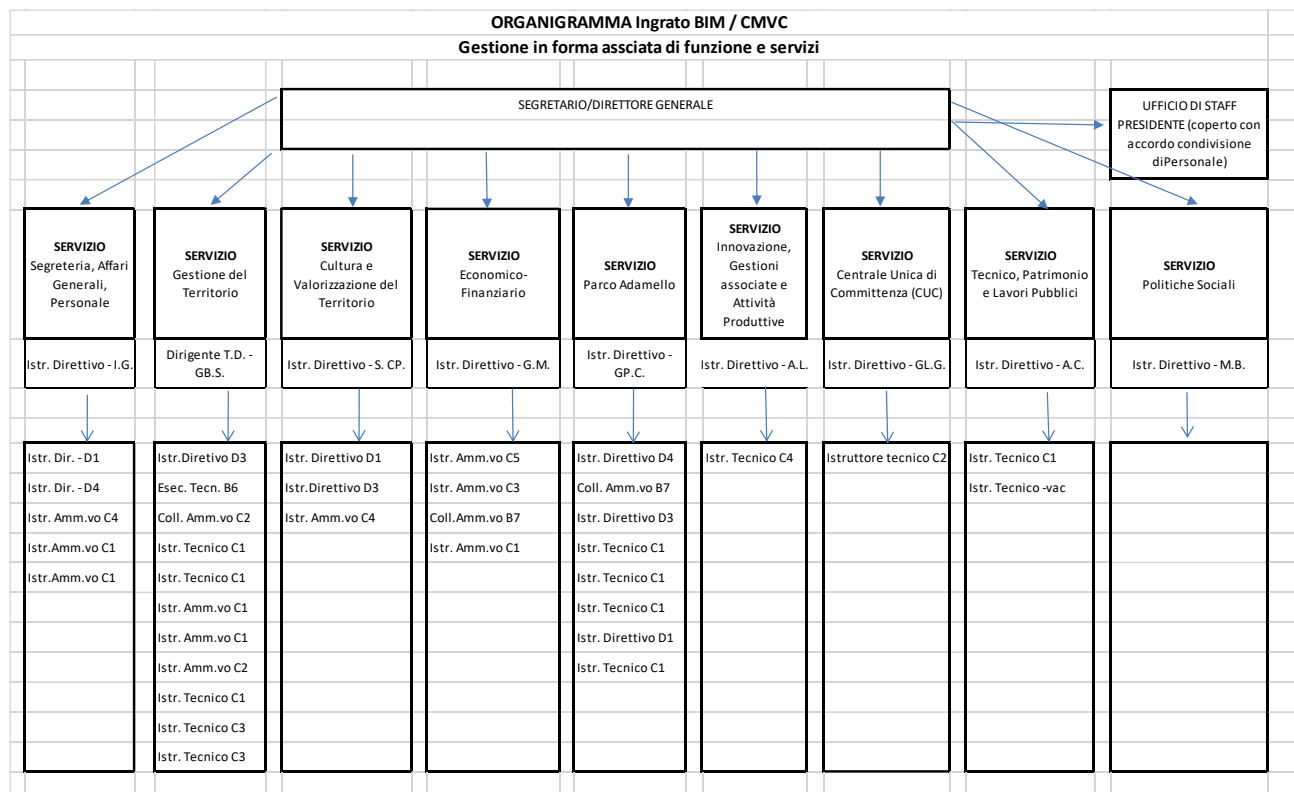 ORGANIGRAMMA Ingrato BIM / CMVC
Gestione in forma assciata di funzione e servizi
SEGRETARIO/DIRETTORE GENERALE
UFFICIO DI STAFF
PRESIDENTE (coperto con
accordo condivisione
diPersonale)
SERVIZIO
Segreteria, Affari
Generali,
Personale
SERVIZIO
Gestione del
Territorio
SERVIZIO
Cultura e
Valorizzazione del
Territorio
SERVIZIO
Economico-
Finanziario
SERVIZIO
Parco Adamello
SERVIZIO
Innovazione,
Gestioni
associate e
Attività
Produttive
SERVIZIO
Centrale Unica di
Committenza (CUC)
SERVIZIO
Tecnico, Patrimonio
e Lavori Pubblici
SERVIZIO
Politiche Sociali
Istr. Direttivo - I.G.
Dirigente T.D. -
GB.S.
Istr. Direttivo - S. CP.
Istr. Direttivo - G.M.
Istr. Direttivo -
GP.C.
Istr. Direttivo - A.L.
Istr. Direttivo - GL.G.
Istr. Direttivo - A.C.
Istr. Direttivo - M.B.
Istr. Dir. - D1
Istr. Dir. - D4
Istr. Amm.vo C4
Istr.Amm.vo C1
Istr.Amm.vo C1
Istr.Diretivo D3
Esec. Tecn. B6
Coll. Amm.vo C2
Istr. Tecnico C1
Istr. Tecnico C1
Istr. Amm.vo C1
Istr. Amm.vo C1
Istr. Amm.vo C2
Istr. Tecnico C1
Istr. Tecnico C3
Istr. Tecnico C3
Istr. Direttivo D1
Istr.Direttivo D3
Istr. Amm.vo C4
Istr. Amm.vo C5
Istr. Amm.vo C3
Coll.Amm.vo B7
Istr. Amm.vo C1
Istr. Direttivo D4
Coll. Amm.vo B7
Istr. Direttivo D3
Istr. Tecnico C1
Istr. Tecnico C1
Istr. Tecnico C1
Istr. Direttivo D1
Istr. Tecnico C1
Istr. Tecnico C4
Istruttore tecnico C2
Istr. Tecnico C1
Istr. Tecnico -vac